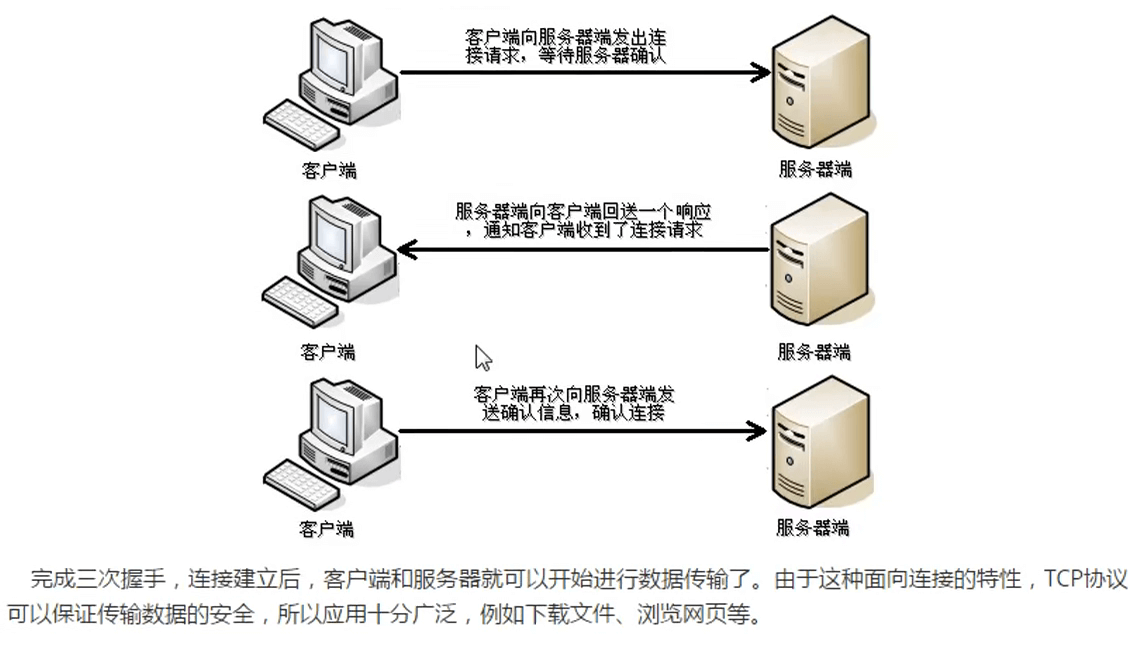 客户端向服务器端发出连
接请求，等待服务器确认
客户端
服务器端
服务器端向客户端回送一个响应
，通知客户端收到了连接请求
客户端
服务器端
客户端再次向服务器端发
送确认信息，确认连接
客户端
服务器端
完成三次握手，连接建立后，客户端和服务器就可以开始进行数据传输了。由于这种面向连接的特性，TCP协议
可以保证传输数据的安全，所以应用十分广泛，例如下载文件、浏览网页等。